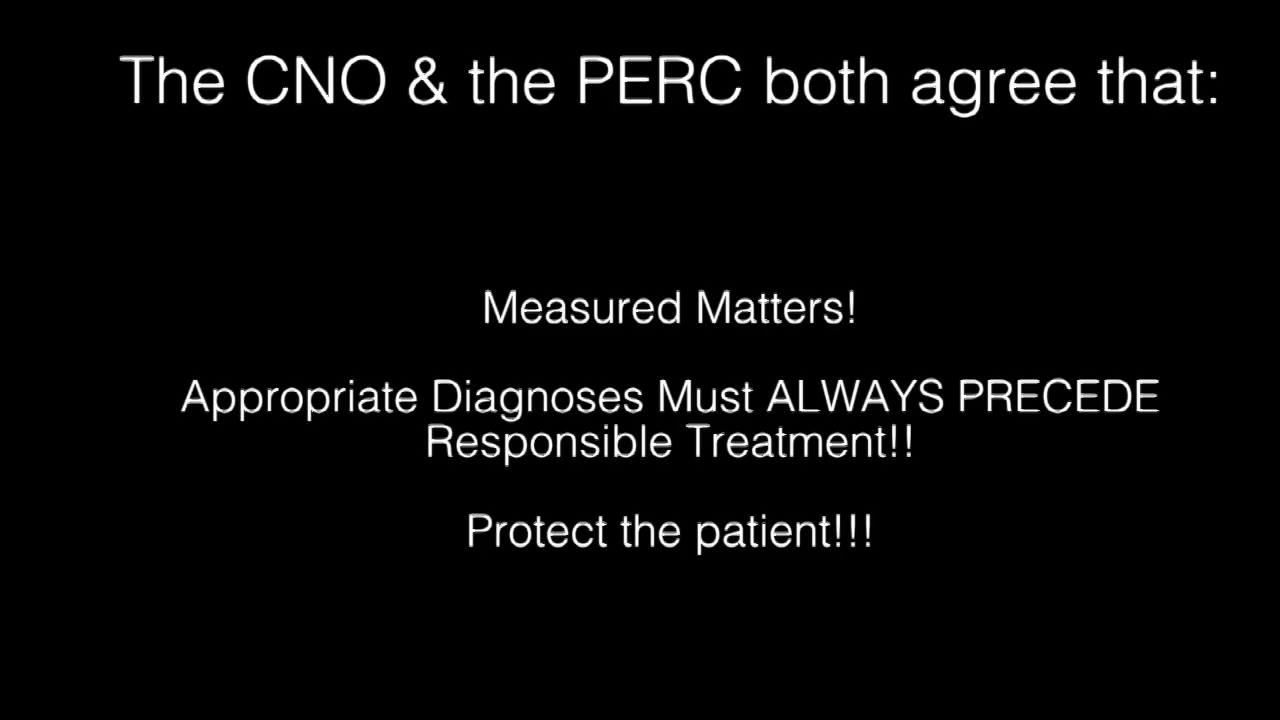 The CNO & the PERC both agree that:
Measured Matters!
Appropriate Diagnoses Must ALWAYS PRECEDE
Responsible Treatment!!
Protect the patient!!!